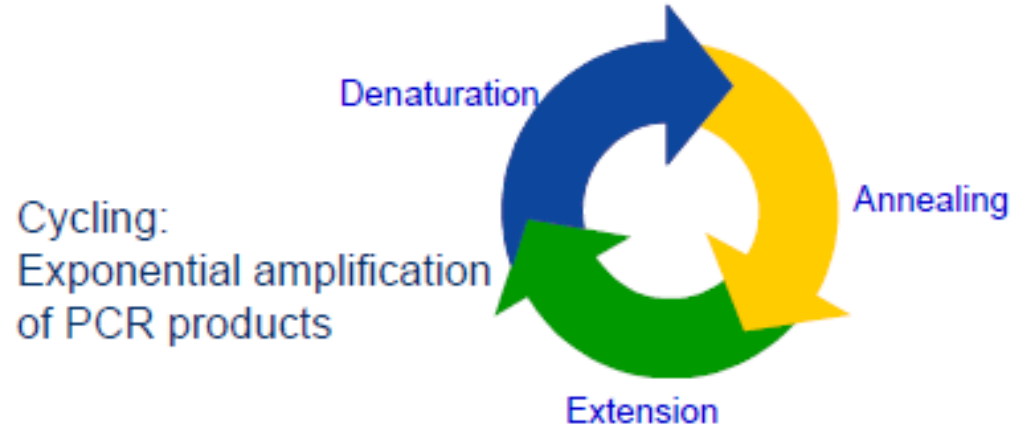 Denaturation
Annealing
Cycling:
Exponential amplification
of PCR products
Extension